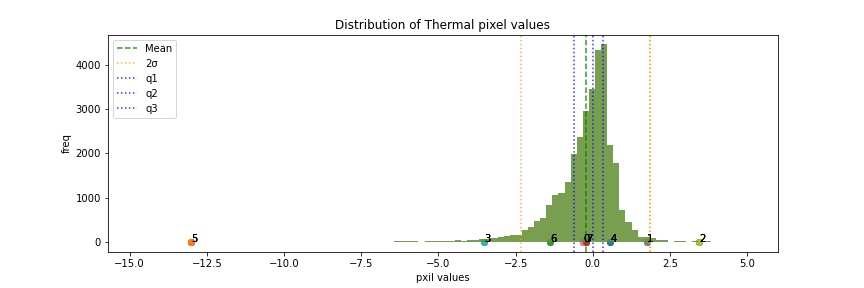 Distribution of Thermal pixel values
Mean
2σ
q1
q2
q3
freq
4000
3000
2000
1000
0
5
3
6
0
7
4
1
2
−15.0 −12.5 −10.0 −7.5 −5.0 −2.5 0.0 2.5 5.0
pxil values